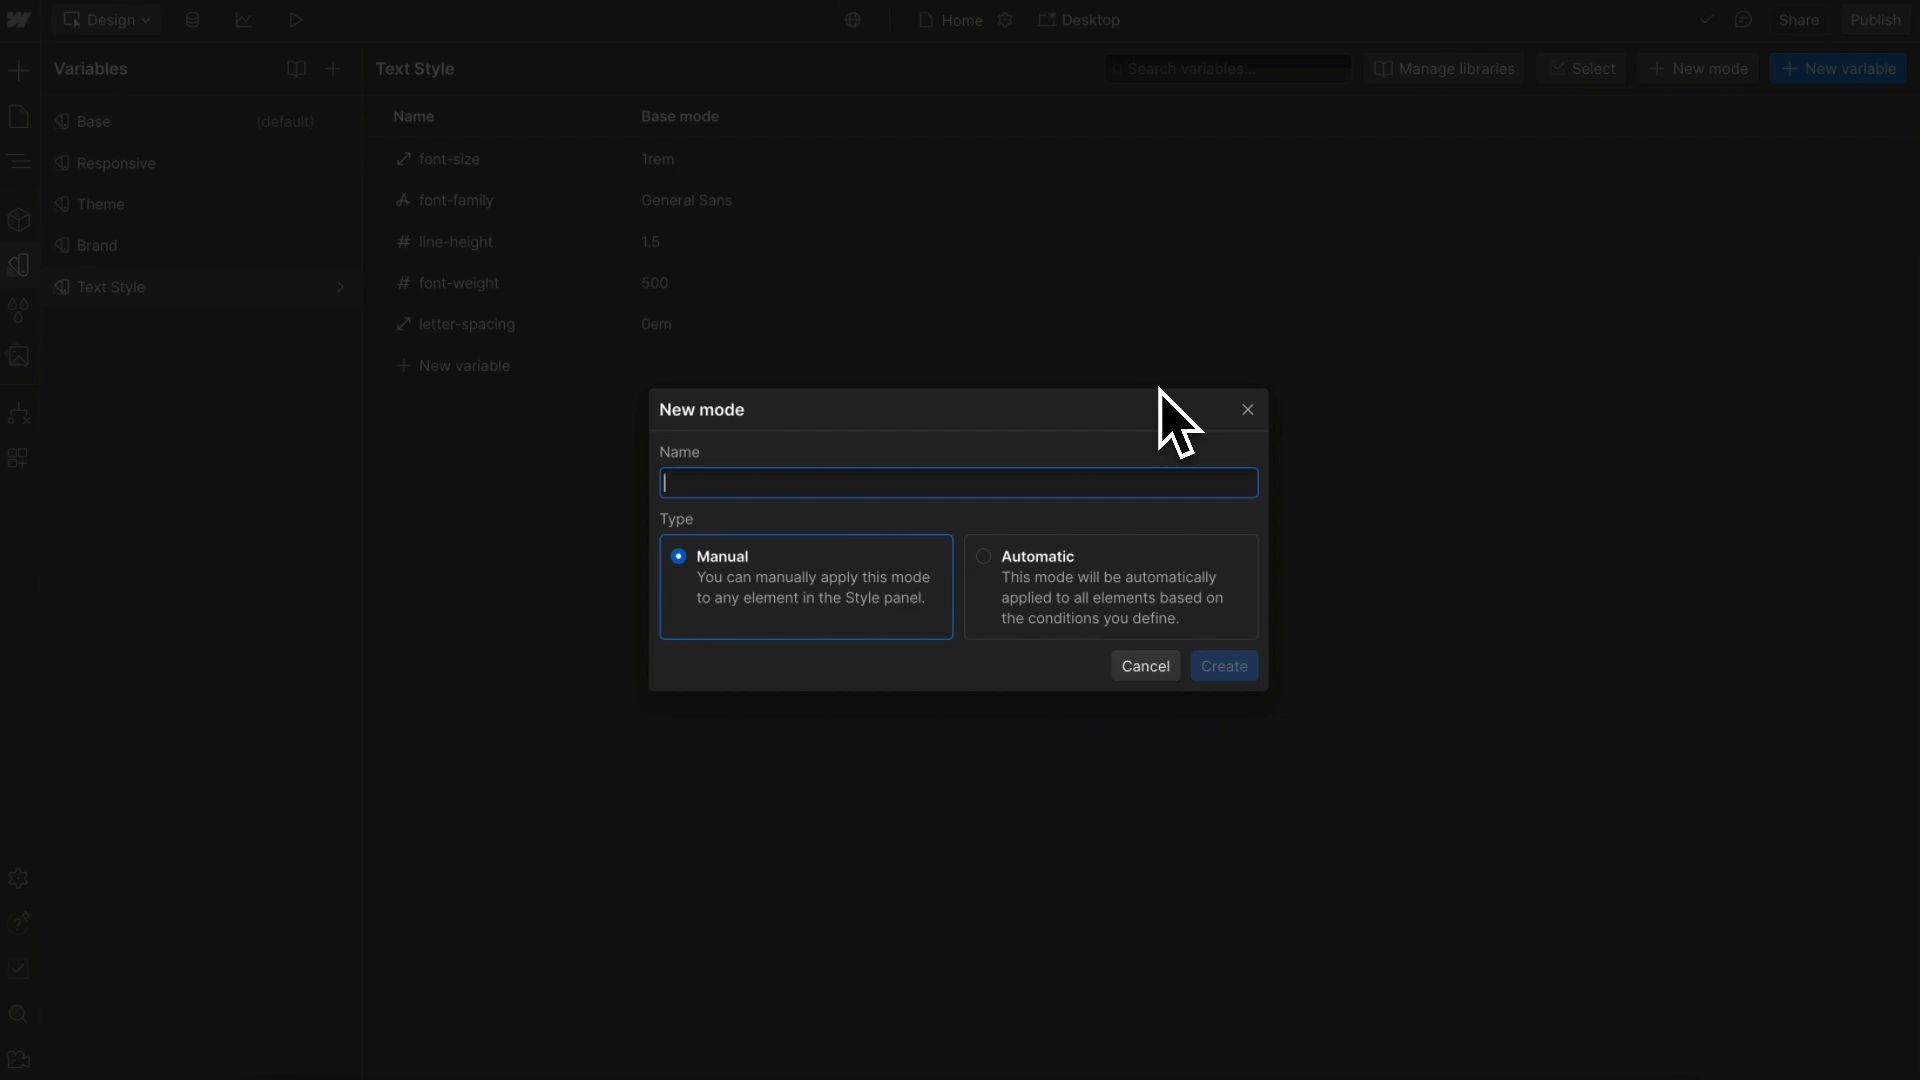 Design
Home
Desktop
Share
Publish
Variables
Text Style
Search variables...
Manage libraries
Select
New mode
New variable
Base (default)
Responsive
Theme
Brand
Text Style
Name Base mode
font-size 1rem
font-family General Sans
line-height 1.5
font-weight 500
letter-spacing 0em
New variable
New mode
Name
Type
Manual
You can manually apply this mode
to any element in the Style panel.
Automatic
This mode will be automatically
applied to all elements based on
the conditions you define.
Cancel
Create